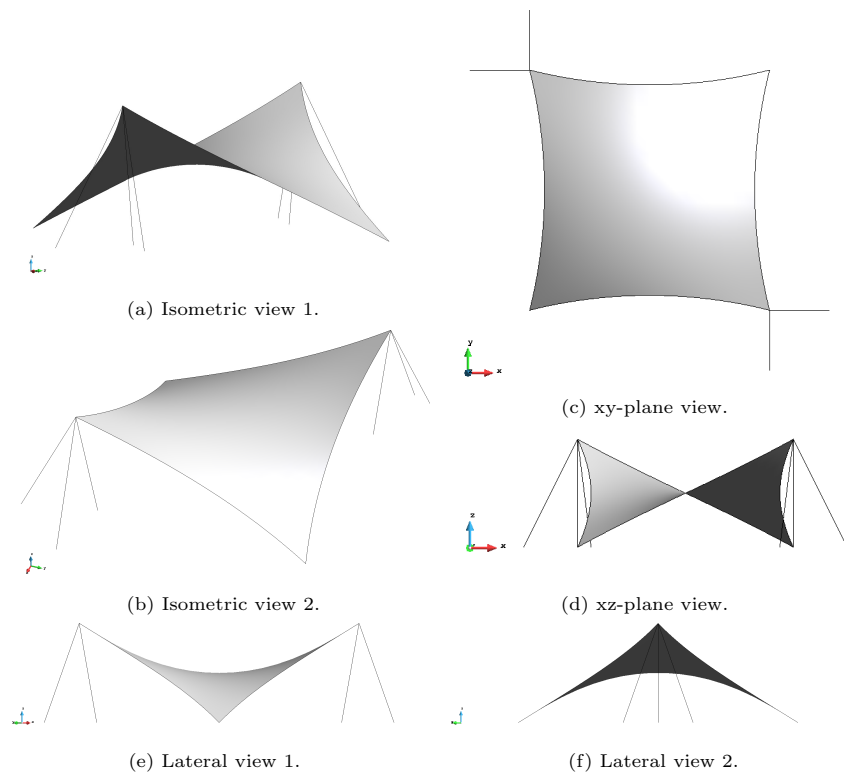 (a) Isometric view 1.
y
x
(c) xy-plane view.
(b) Isometric view 2.
z
x
(d) xz-plane view.
(e) Lateral view 1.
(f) Lateral view 2.